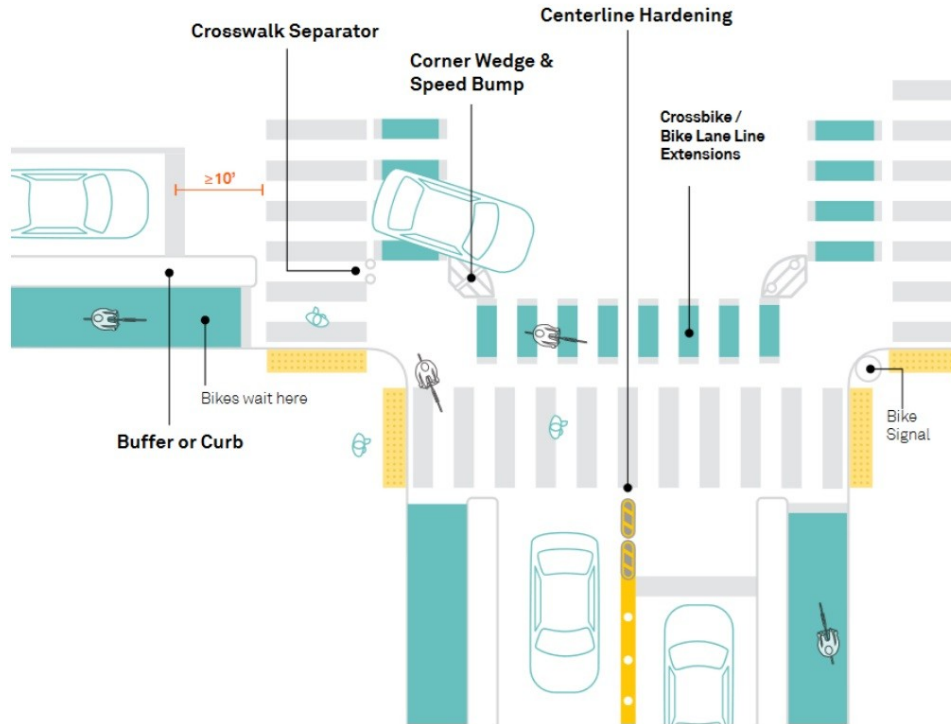 Centerline Hardening
Crosswalk Separator
Corner Wedge &
Speed Bump
Crossbike /
Bike Lane Line
Extensions
≥10'
Bikes wait here
Buffer or Curb
Bike
Signal